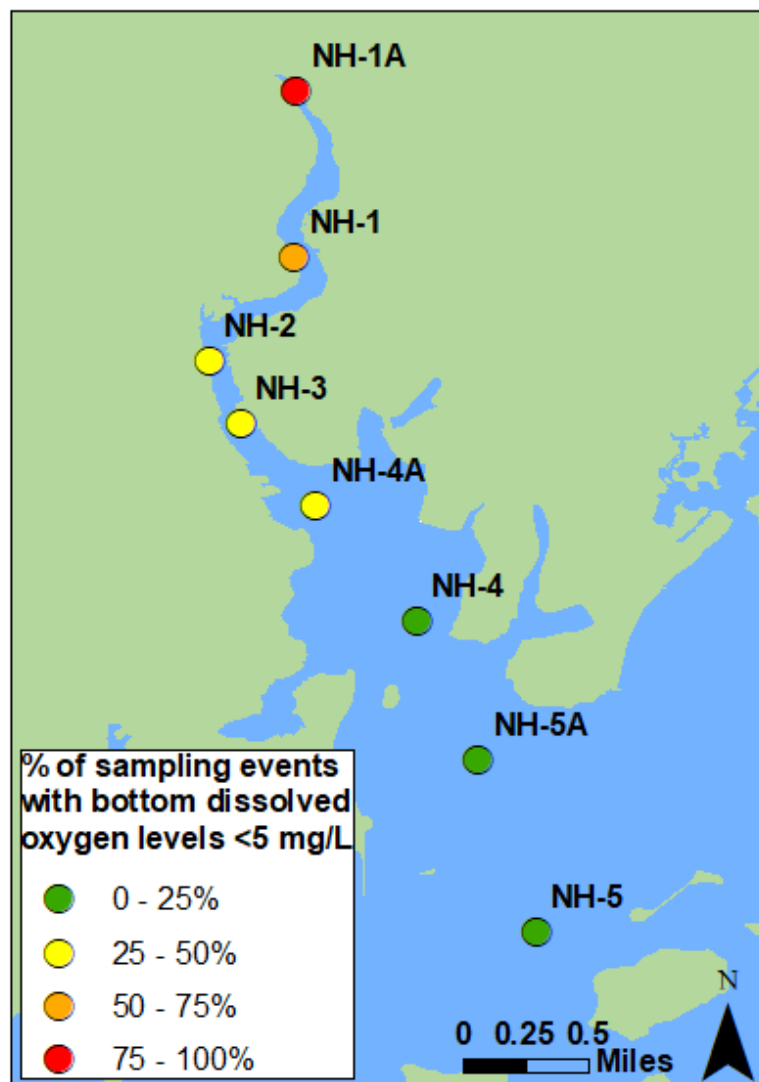 NH-1A
NH-1
NH-2
NH-3
NH-4A
NH-4
NH-5A
NH-5
% of sampling events
with bottom dissolved
oxygen levels <5 mg/L
0 - 25%
25 - 50%
50 - 75%
75 - 100%
N
0 0.25 0.5
Miles